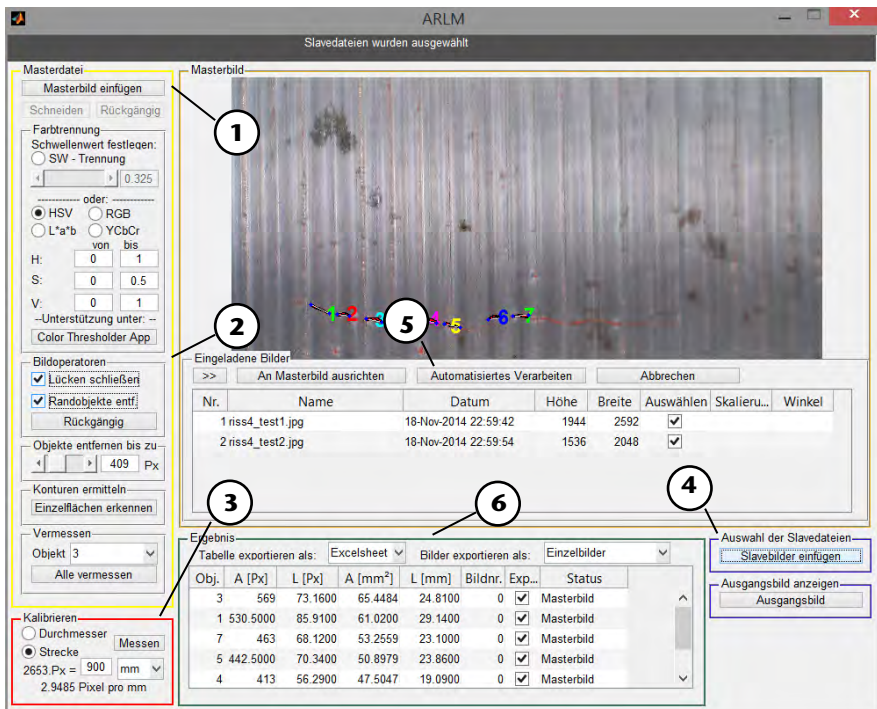 ARLM
Slavedateien wurden ausgewählt
Masterdatei
Masterbild einfügen
Schneiden Rückgängig
Farbtrennung
Schwellenwert festlegen:
SW - Trennung
0.325
------------ oder: ------------
HSV RGB
L*a*b YCbCr
von bis
H: 0 1
S: 0 0.5
V: 0 1
--Unterstützung unter: --
Color Thresholder App
Bildoperatoren
Lücken schließen
Randobjekte entf.
Rückgängig
Objekte entfernen bis zu
409 Px
Konturen ermitteln
Einzelflächen erkennen
Vermessen
Objekt 3
Alle vermessen
Kalibrieren
Durchmesser
Strecke
Messen
2653.Px = 900 mm
2.9485 Pixel pro mm
1
2
3
Masterbild
1 2 3 4 5 6 7
5
Eingeladene Bilder
>> An Masterbild ausrichten Automatisiertes Verarbeiten Abbrechen
Nr. Name Datum Höhe Breite Auswählen Skalieru... Winkel
1 riss4_test1.jpg 18-Nov-2014 22:59:42 1944 2592
2 riss4_test2.jpg 18-Nov-2014 22:59:54 1536 2048
6
4
Ergebnis
Tabelle exportieren als: Excelsheet Bilder exportieren als: Einzelbilder
Obj. A [Px] L [Px] A [mm²] L [mm] Bildnr. Exp... Status
3 569 73.1600 65.4484 24.8100 0 Masterbild
1 530.5000 85.9100 61.0200 29.1400 0 Masterbild
7 463 68.1200 53.2559 23.1000 0 Masterbild
5 442.5000 70.3400 50.8979 23.8600 0 Masterbild
4 413 56.2900 47.5047 19.0900 0 Masterbild
Auswahl der Slavedateien
Slavebilder einfügen
Ausgangsbild anzeigen
Ausgangsbild